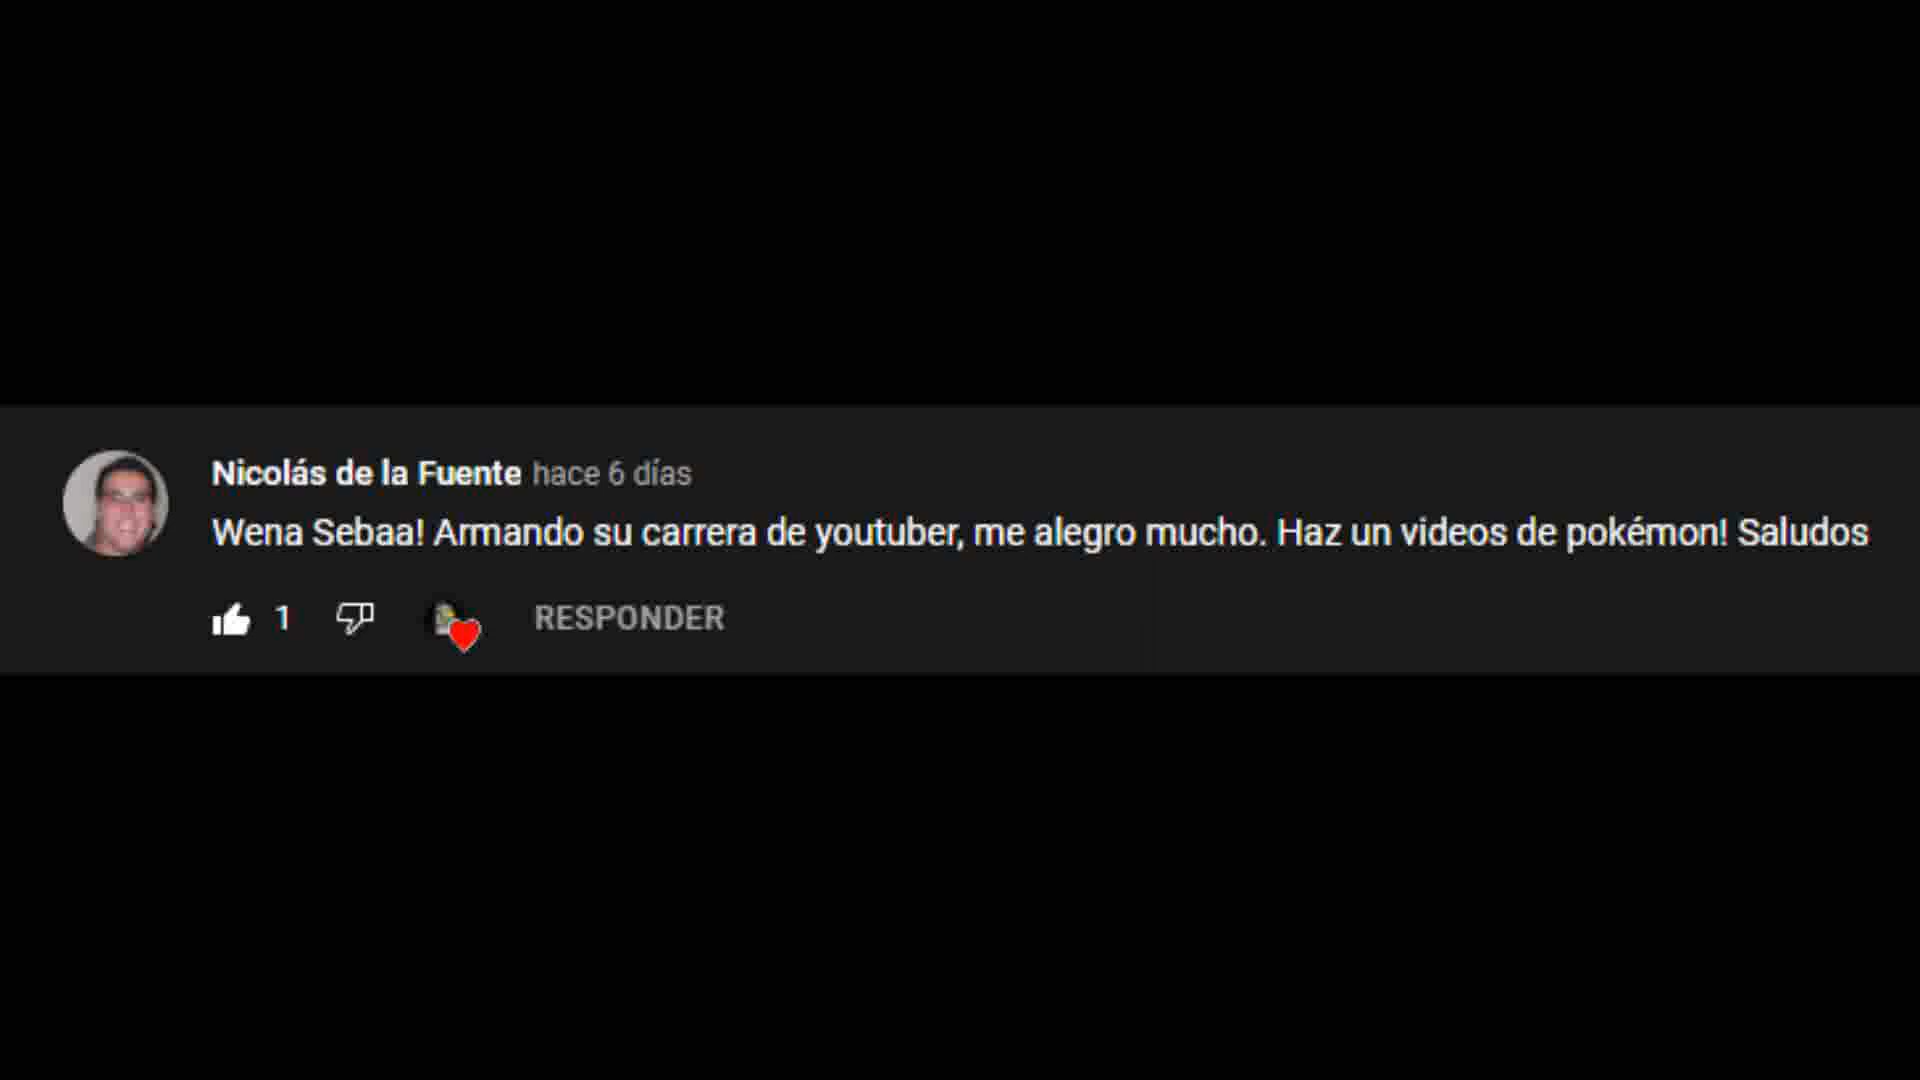 Nicolás de la Fuente hace 6 días
Wena Sebaa! Armando su carrera de youtuber, me alegro mucho. Haz un videos de pokémon! Saludos
1 RESPONDER